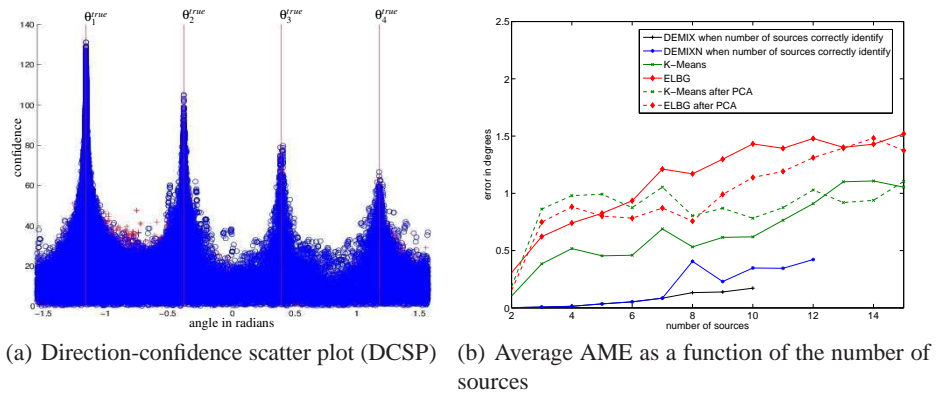 θ₁ᵗʳᵘᵉ θ₂ᵗʳᵘᵉ θ₃ᵗʳᵘᵉ θ₄ᵗʳᵘᵉ
140
120
100
80
60
40
20
0
confidence
−1.5 −1 −0.5 0 0.5 1 1.5
angle in radians
2.5
2
1.5
1
0.5
0
error in degrees
DEMIX when number of sources correctly identify
DEMIXN when number of sources correctly identify
K−Means
ELBG
K−Means after PCA
ELBG after PCA
2 4 6 8 10 12 14
number of sources
(a) Direction-confidence scatter plot (DCSP)
(b) Average AME as a function of the number of
sources